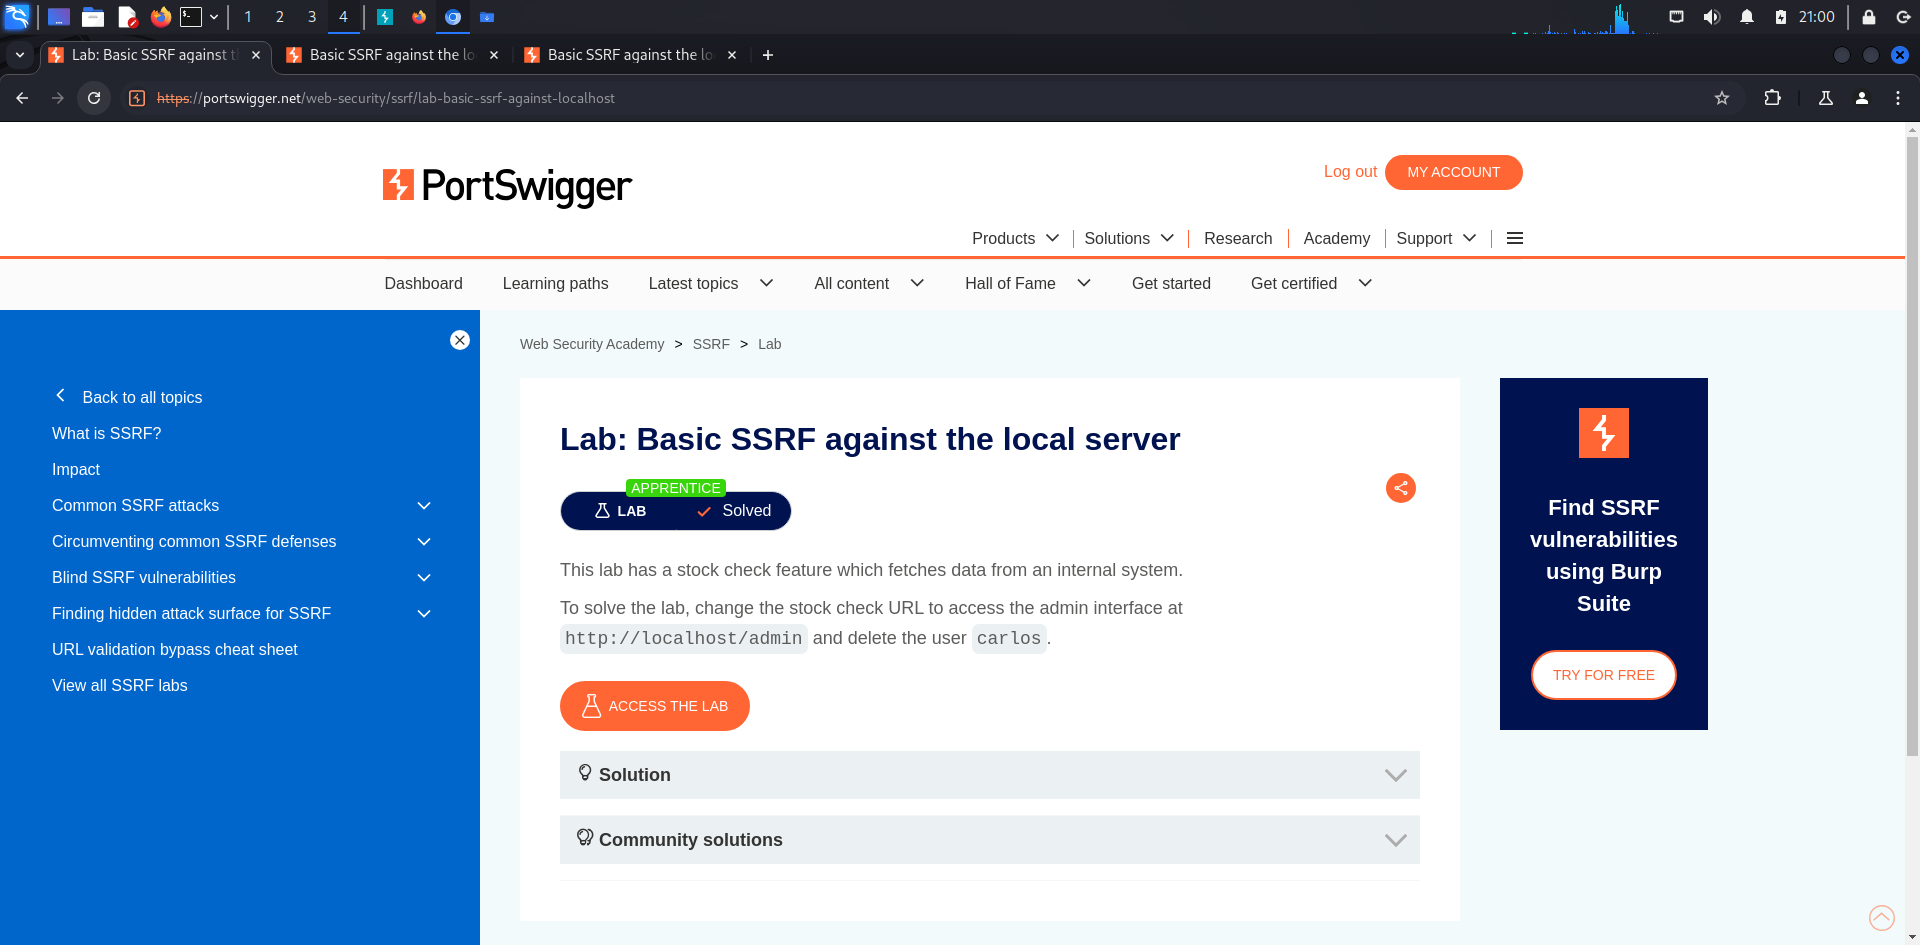 1 2 3 4 21:00
Lab: Basic SSRF against t Basic SSRF against the lo Basic SSRF against the lo
https://portswigger.net/web-security/ssrf/lab-basic-ssrf-against-localhost
PortSwigger
Log out MY ACCOUNT
Products Solutions Research Academy Support
Dashboard Learning paths Latest topics All content Hall of Fame Get started Get certified
Web Security Academy > SSRF > Lab
Back to all topics
What is SSRF?
Impact
Common SSRF attacks
Circumventing common SSRF defenses
Blind SSRF vulnerabilities
Finding hidden attack surface for SSRF
URL validation bypass cheat sheet
View all SSRF labs
Lab: Basic SSRF against the local server
APPRENTICE
LAB Solved
This lab has a stock check feature which fetches data from an internal system.
To solve the lab, change the stock check URL to access the admin interface at
http://localhost/admin and delete the user carlos.
ACCESS THE LAB
Solution
Community solutions
Find SSRF
vulnerabilities
using Burp
Suite
TRY FOR FREE